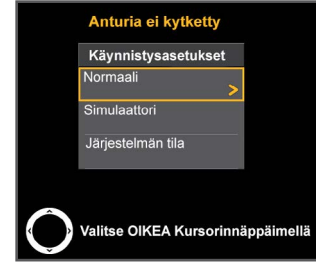 Anturia ei kytketty
Käynnistysasetukset
Normaali
>
Simulaattori
Järjestelmän tila
Valitse OIKEA Kursorinnäppäimellä